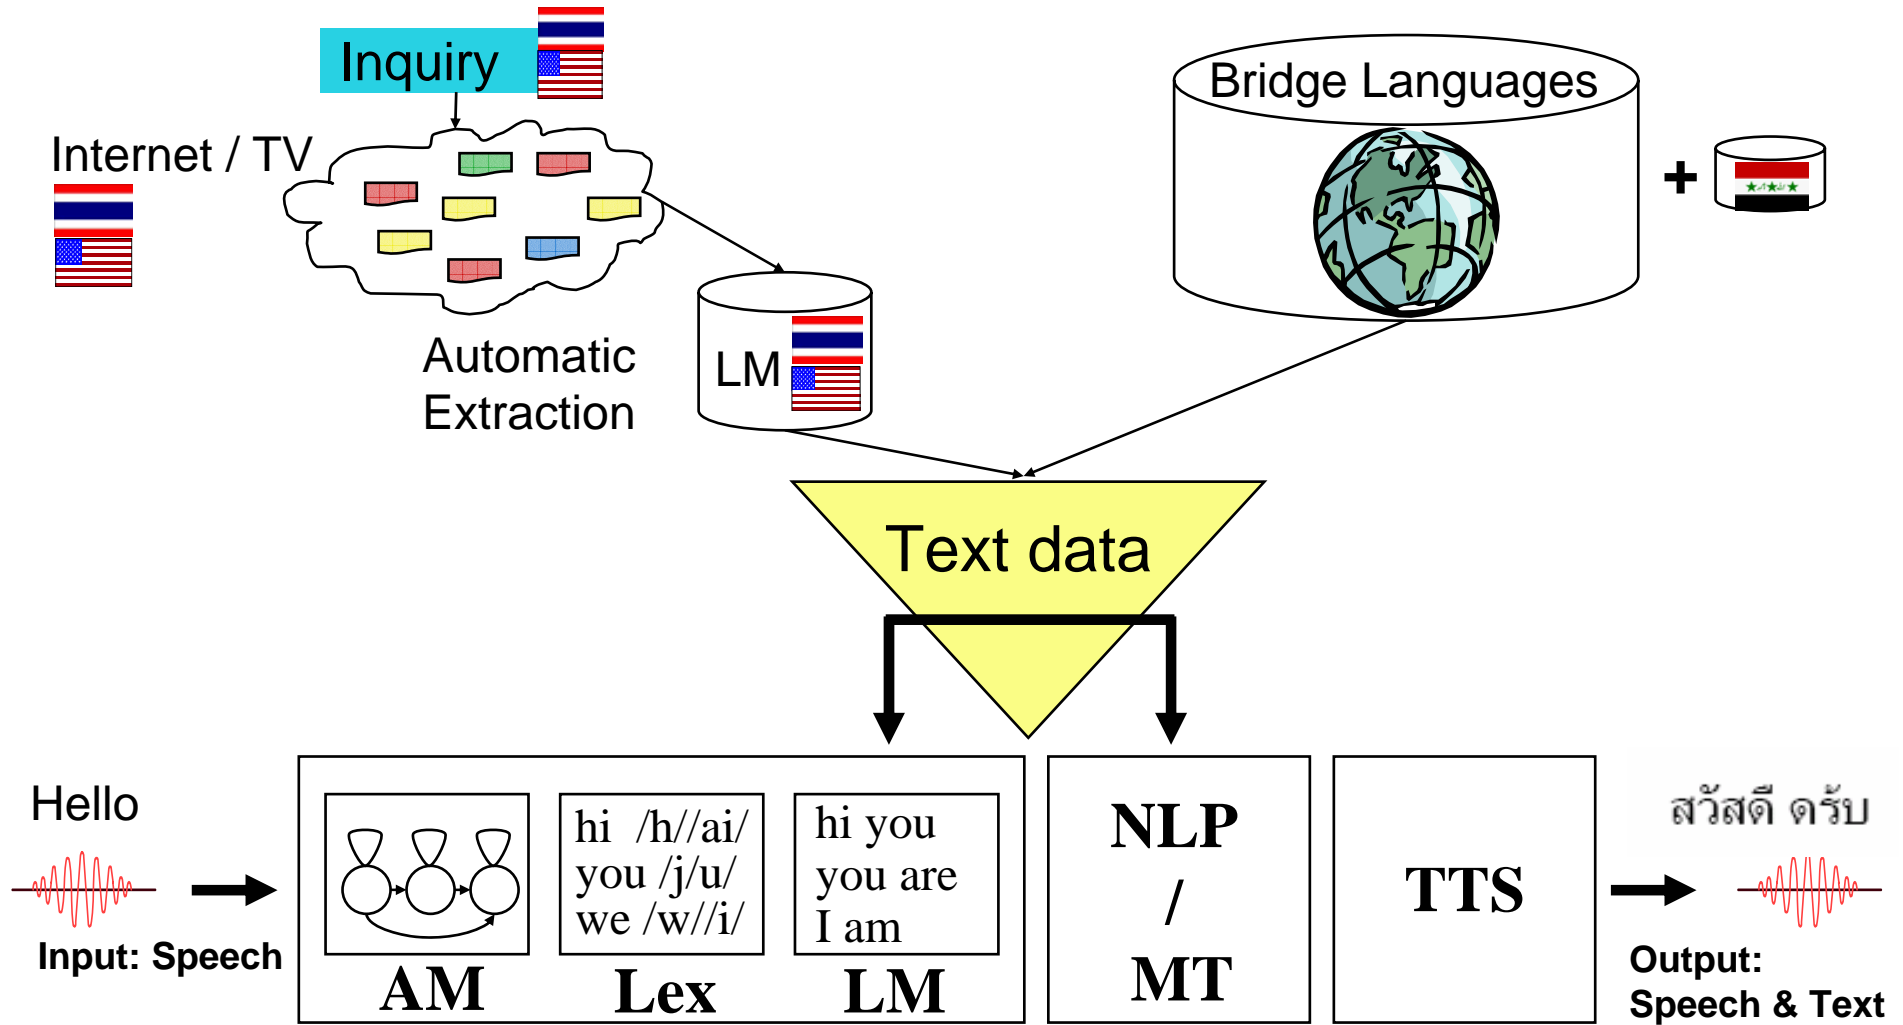 Inquiry
Bridge Languages
Internet / TV
+
Automatic
Extraction
LM
Text data
Hello
Input: Speech
hi /h//ai/
you /j/u/
we /w//i/
hi you
you are
I am
AM
Lex
LM
NLP
/
MT
TTS
สวัสดี ดรับ
Output:
Speech & Text